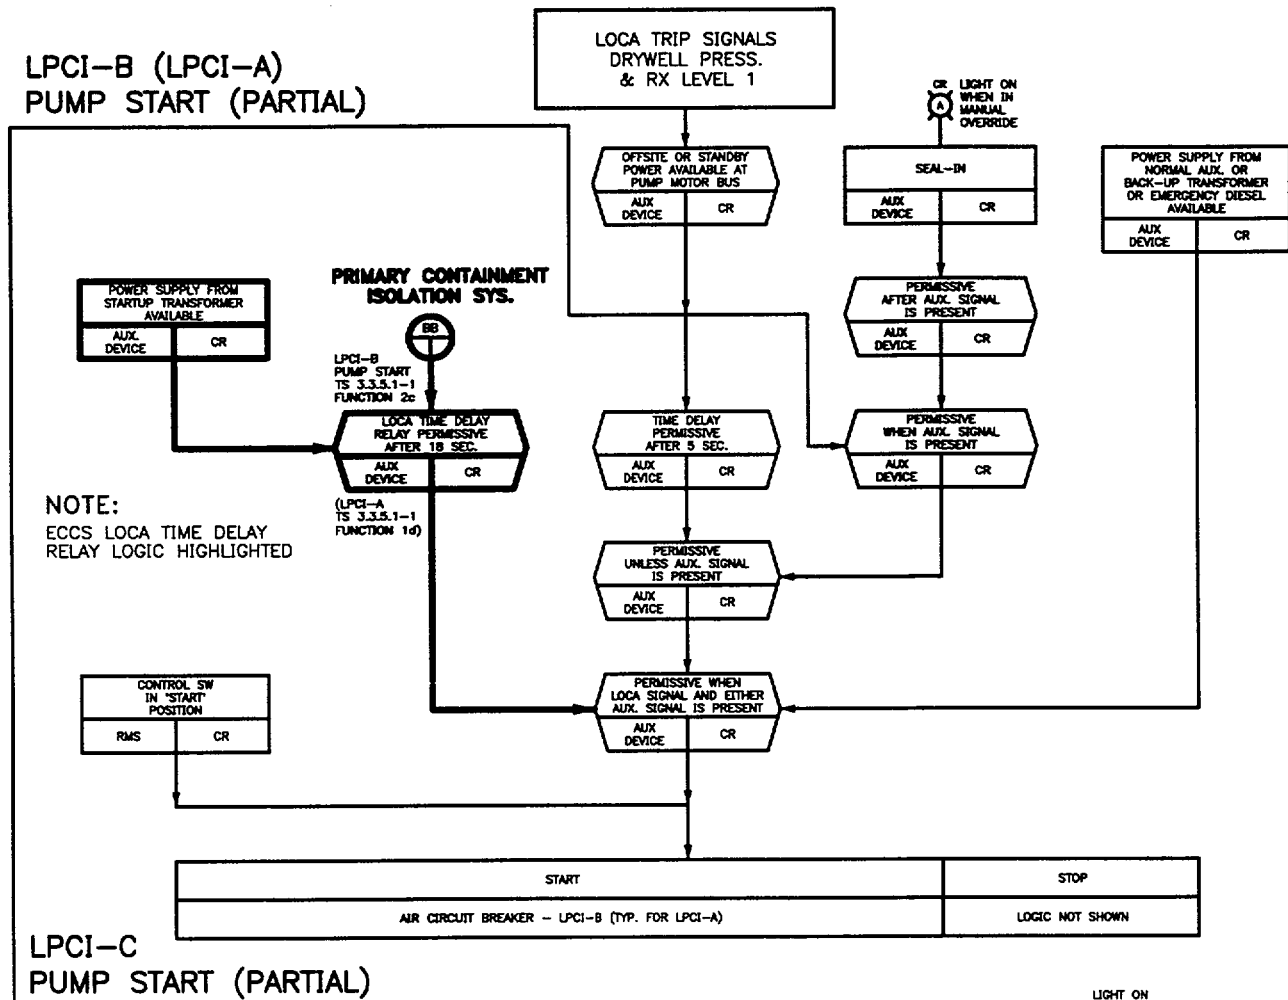 LPCI-B (LPCI-A)
PUMP START (PARTIAL)
LOCA TRIP SIGNALS
DRYWELL PRESS.
& RX LEVEL 1
CR
A
LIGHT ON
WHEN IN
MANUAL
OVERRIDE
OFFSITE OR STANDBY
POWER AVAILABLE AT
PUMP MOTOR BUS
AUX
DEVICE
CR
SEAL-IN
AUX
DEVICE
CR
POWER SUPPLY FROM
NORMAL AUX. OR
BACK-UP TRANSFORMER
OR EMERGENCY DIESEL
AVAILABLE
AUX
DEVICE
CR
POWER SUPPLY FROM
STARTUP TRANSFORMER
AVAILABLE
AUX.
DEVICE
CR
PRIMARY CONTAINMENT
ISOLATION SYS.
BB
PERMISSIVE
AFTER AUX. SIGNAL
IS PRESENT
AUX
DEVICE
CR
LPCI-B
PUMP START
TS 3.3.5.1-1
FUNCTION 2c
LOCA TIME DELAY
RELAY PERMISSIVE
AFTER 18 SEC.
AUX
DEVICE
CR
(LPCI-A
TS 3.3.5.1-1
FUNCTION 1d)
TIME DELAY
PERMISSIVE
AFTER 5 SEC.
AUX
DEVICE
CR
PERMISSIVE
WHEN AUX. SIGNAL
IS PRESENT
AUX
DEVICE
CR
NOTE:
ECCS LOCA TIME DELAY
RELAY LOGIC HIGHLIGHTED
PERMISSIVE
UNLESS AUX. SIGNAL
IS PRESENT
AUX
DEVICE
CR
CONTROL SW
IN "START"
POSITION
RMS
CR
PERMISSIVE WHEN
LOCA SIGNAL AND EITHER
AUX. SIGNAL IS PRESENT
AUX
DEVICE
CR
START
STOP
AIR CIRCUIT BREAKER - LPCI-B (TYP. FOR LPCI-A)
LOGIC NOT SHOWN
LPCI-C
PUMP START (PARTIAL)
LIGHT ON